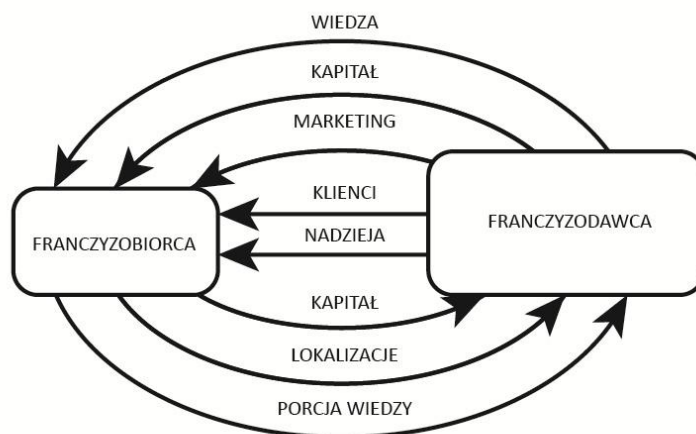 WIEDZA
KAPITAŁ
MARKETING
KLIENCI
FRANCZYZODAWCA
FRANCZYZOBIORCA
NADZIEJA
KAPITAŁ
LOKALIZACJE
PORCJA WIEDZY